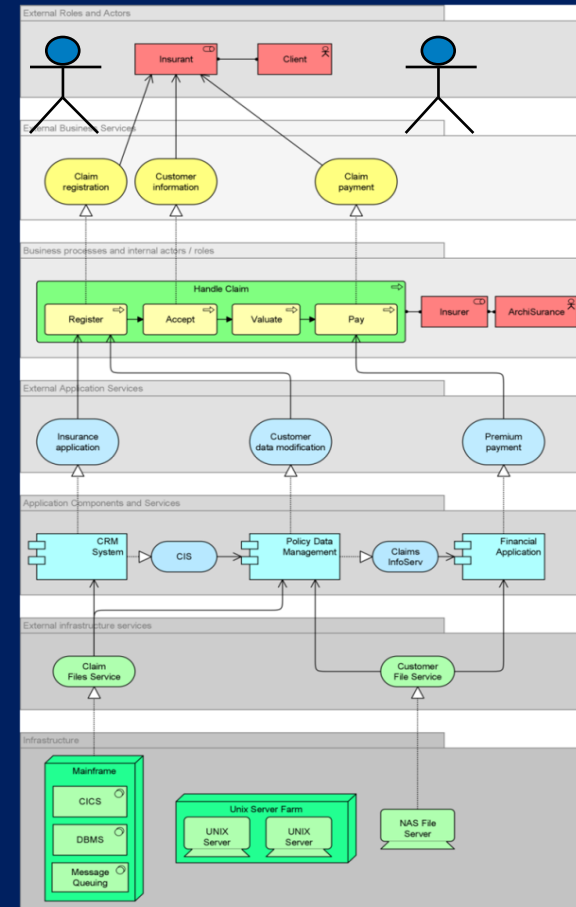 External Roles and Actors
Insurant
Client
External Business Services
Claim
registration
Customer
information
Claim
payment
Business processes and internal actors / roles
Handle Claim
Register
Accept
Valuate
Pay
Insurer
ArchiSurance
External Application Services
Insurance
application
Customer
data modification
Premium
payment
Application Components and Services
CRM
System
CIS
Policy Data
Management
Claims
InfoServ
Financial
Application
External infrastructure services
Claim
Files Service
Customer
File Service
Infrastructure
Mainframe
CICS
DBMS
Message
Queuing
Unix Server Farm
UNIX
Server
UNIX
Server
NAS File
Server